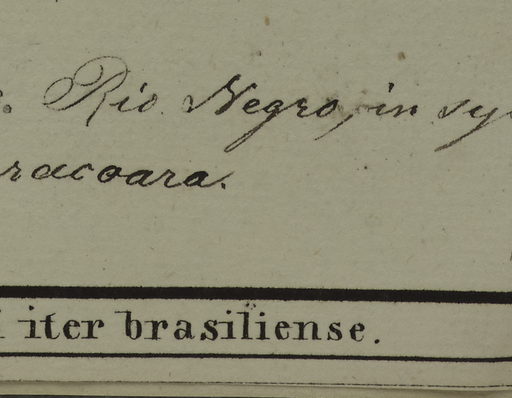 Rio Negro, in sy
racoara.
iter brasiliense.